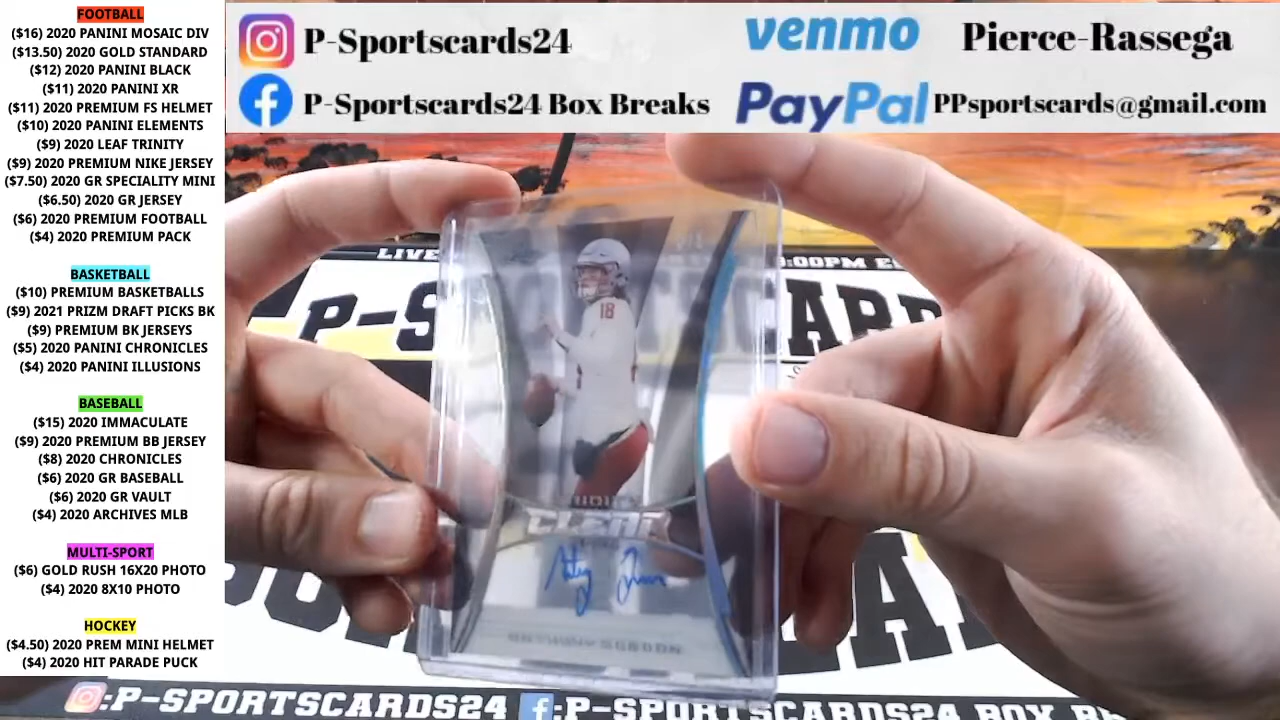 FOOTBALL
($16) 2020 PANINI MOSAIC DIV
($13.50) 2020 GOLD STANDARD
($12) 2020 PANINI BLACK
($11) 2020 PANINI XR
($11) 2020 PREMIUM FS HELMET
($10) 2020 PANINI ELEMENTS
($9) 2020 LEAF TRINITY
($9) 2020 PREMIUM NIKE JERSEY
($7.50) 2020 GR SPECIALITY MINI
($6.50) 2020 GR JERSEY
($6) 2020 PREMIUM FOOTBALL
($4) 2020 PREMIUM PACK
BASKETBALL
($10) PREMIUM BASKETBALLS
($9) 2021 PRIZM DRAFT PICKS BK
($9) PREMIUM BK JERSEYS
($5) 2020 PANINI CHRONICLES
($4) 2020 PANINI ILLUSIONS
BASEBALL
($15) 2020 IMMACULATE
($9) 2020 PREMIUM BB JERSEY
($8) 2020 CHRONICLES
($6) 2020 GR BASEBALL
($6) 2020 GR VAULT
($4) 2020 ARCHIVES MLB
MULTI-SPORT
($6) GOLD RUSH 16X20 PHOTO
($4) 2020 8X10 PHOTO
HOCKEY
($4.50) 2020 PREM MINI HELMET
($4) 2020 HIT PARADE PUCK
P-Sportscards24
venmo Pierce-Rassega
P-Sportscards24 Box Breaks
PayPal PPsportscards@gmail.com
LIVE :00PM E
P-S CARD
18
:P-SPORTSCARDS24 :P-SPORTSCARDS24 BOX BR